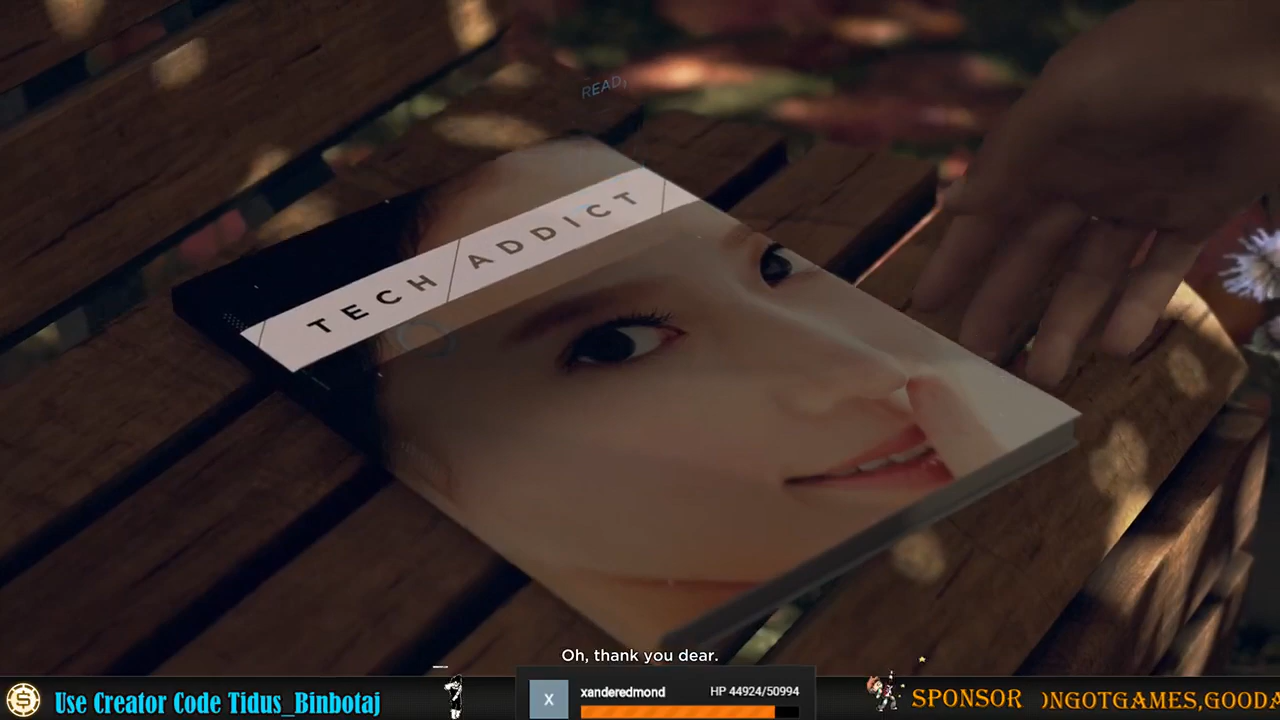 READ,
TECH ADDICT
Oh, thank you dear.
Use Creator Code Tidus_Binbotaj
X
xanderedmond
HP 44924/50994
SPONSOR
NGOTGAMES,GOODA